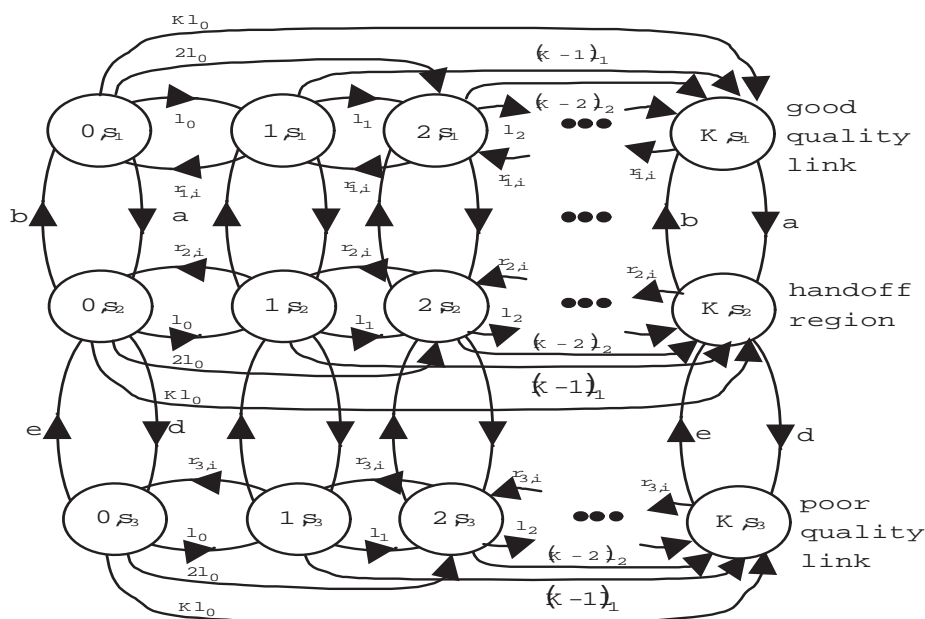 Kl₀
2l₀
(K-1)l₁
(K-2)l₂
l₀
l₁
l₂
0,s₁
1,s₁
2,s₁
●●●
K,s₁
good
quality
link
r₁,ᵢ
r₁,ᵢ
r₁,ᵢ
r₁,ᵢ
b
a
●●●
b
a
r₂,ᵢ
r₂,ᵢ
r₂,ᵢ
r₂,ᵢ
0,s₂
1,s₂
2,s₂
●●●
K,s₂
handoff
region
l₀
l₁
l₂
(K-2)l₂
2l₀
(K-1)l₁
Kl₀
e
d
e
d
r₃,ᵢ
r₃,ᵢ
r₃,ᵢ
r₃,ᵢ
0,s₃
1,s₃
2,s₃
●●●
K,s₃
poor
quality
link
l₀
l₁
l₂
(K-2)l₂
2l₀
(K-1)l₁
Kl₀